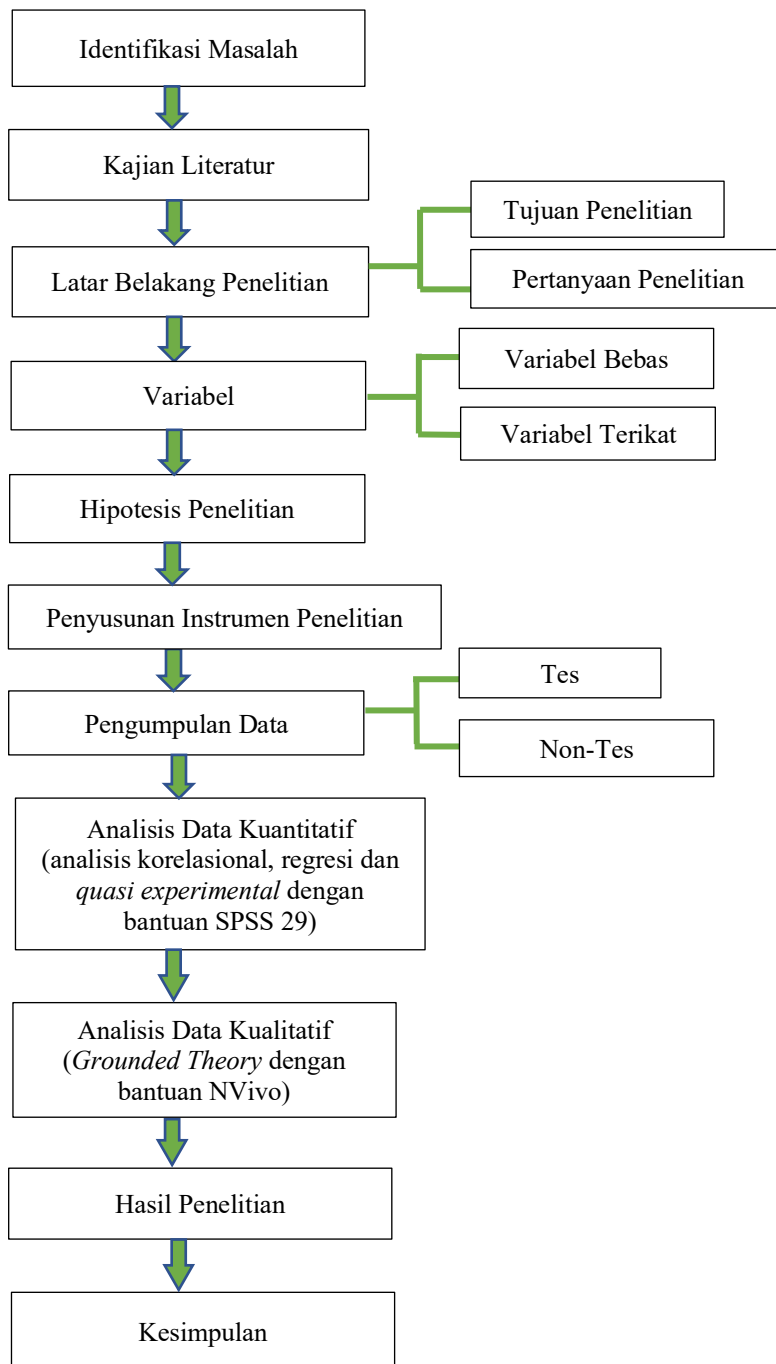 Identifikasi Masalah
Kajian Literatur
Latar Belakang Penelitian
Tujuan Penelitian
Pertanyaan Penelitian
Variabel
Variabel Bebas
Variabel Terikat
Hipotesis Penelitian
Penyusunan Instrumen Penelitian
Pengumpulan Data
Tes
Non-Tes
Analisis Data Kuantitatif
(analisis korelasional, regresi dan
quasi experimental dengan
bantuan SPSS 29)
Analisis Data Kualitatif
(Grounded Theory dengan
bantuan NVivo)
Hasil Penelitian
Kesimpulan